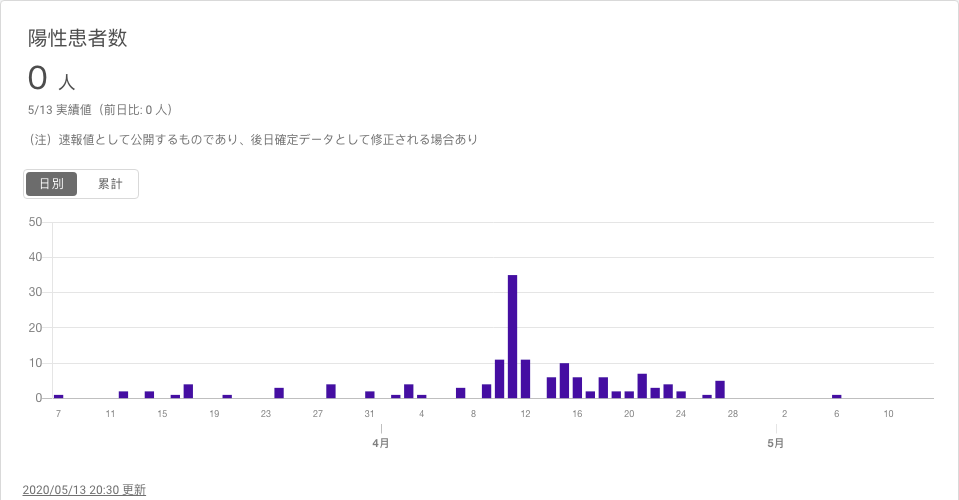 陽性患者数
0 人
5/13 実績値（前日比: 0 人）
（注）速報値として公開するものであり、後日確定データとして修正される場合あり
日別 累計
50
40
30
20
10
0
7 11 15 19 23 27 31 4 8 12 16 20 24 28 2 6 10
4月 5月
2020/05/13 20:30 更新